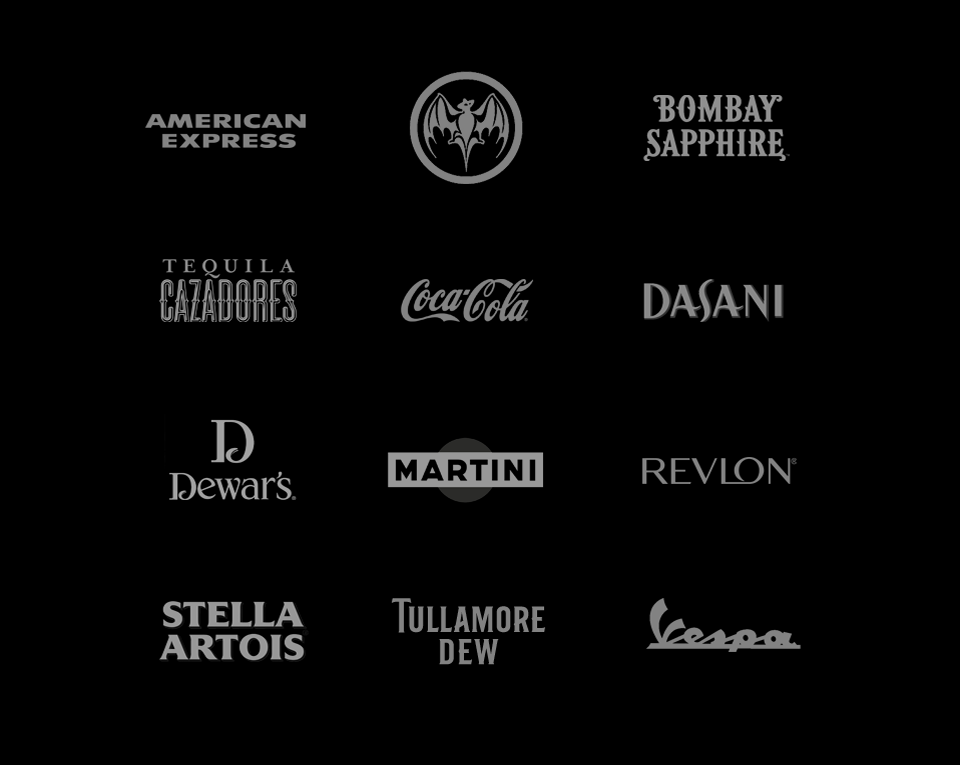 AMERICAN
EXPRESS
BOMBAY
SAPPHIRE
TEQUILA
CAZADORES
Coca-Cola
DASANI
D
Dewar's
MARTINI
REVLON
STELLA
ARTOIS
TULLAMORE
DEW
Vespa